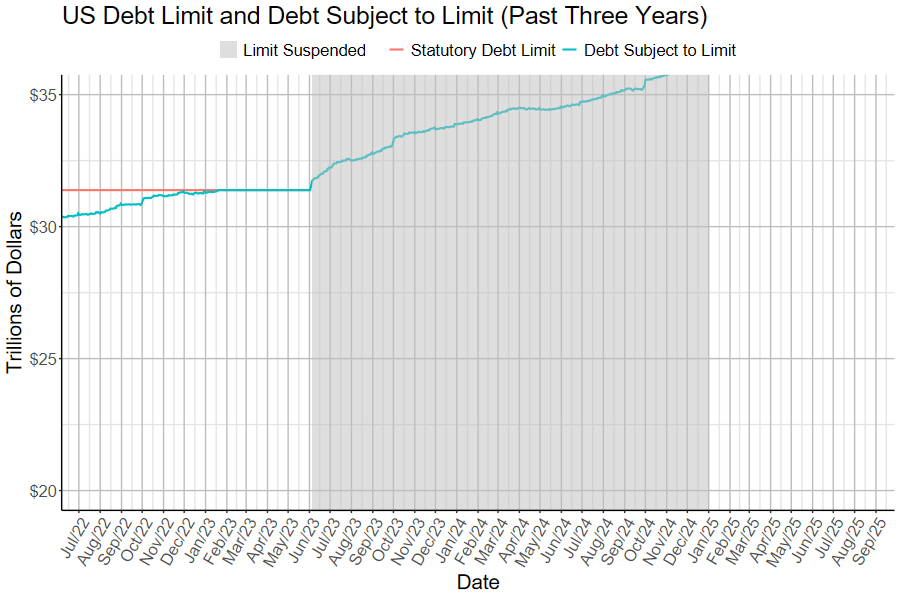 US Debt Limit and Debt Subject to Limit (Past Three Years)
Limit Suspended Statutory Debt Limit Debt Subject to Limit
Trillions of Dollars
$35
$30
$25
$20
Jul/22 Aug/22 Sep/22 Oct/22 Nov/22 Dec/22 Jan/23 Feb/23 Mar/23 Apr/23 May/23 Jun/23 Jul/23 Aug/23 Sep/23 Oct/23 Nov/23 Dec/23 Jan/24 Feb/24 Mar/24 Apr/24 May/24 Jun/24 Jul/24 Aug/24 Sep/24 Oct/24 Nov/24 Dec/24 Jan/25 Feb/25 Mar/25 Apr/25 May/25 Jun/25 Jul/25 Aug/25 Sep/25
Date